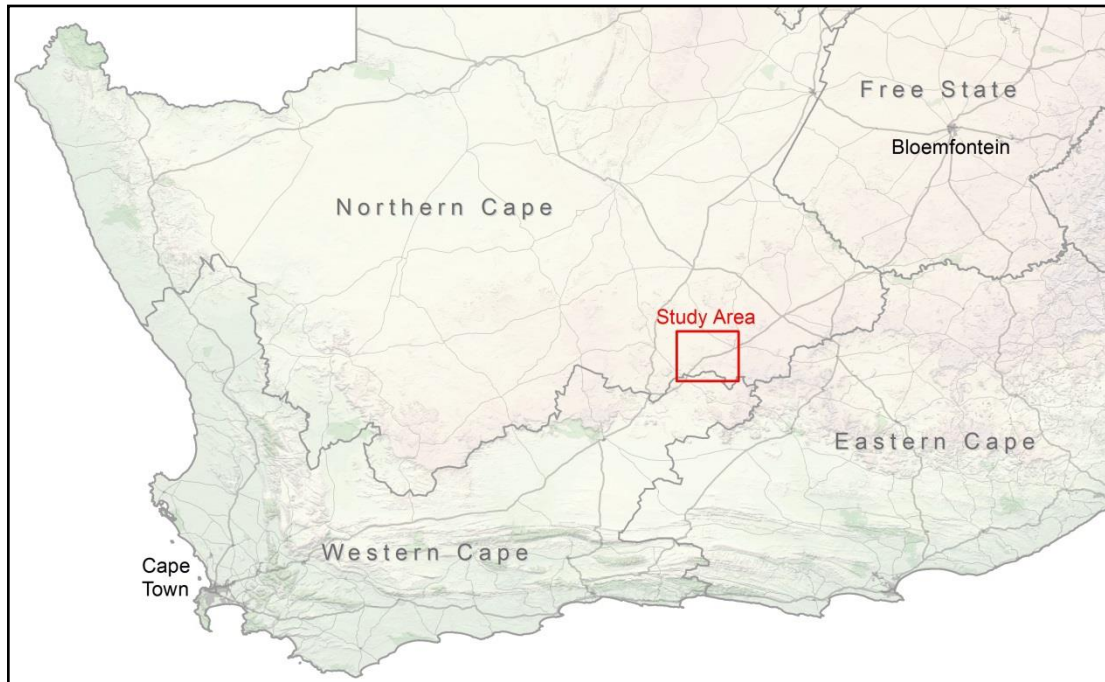 Free State
Bloemfontein
Northern Cape
Study Area
Eastern Cape
Western Cape
Cape
Town